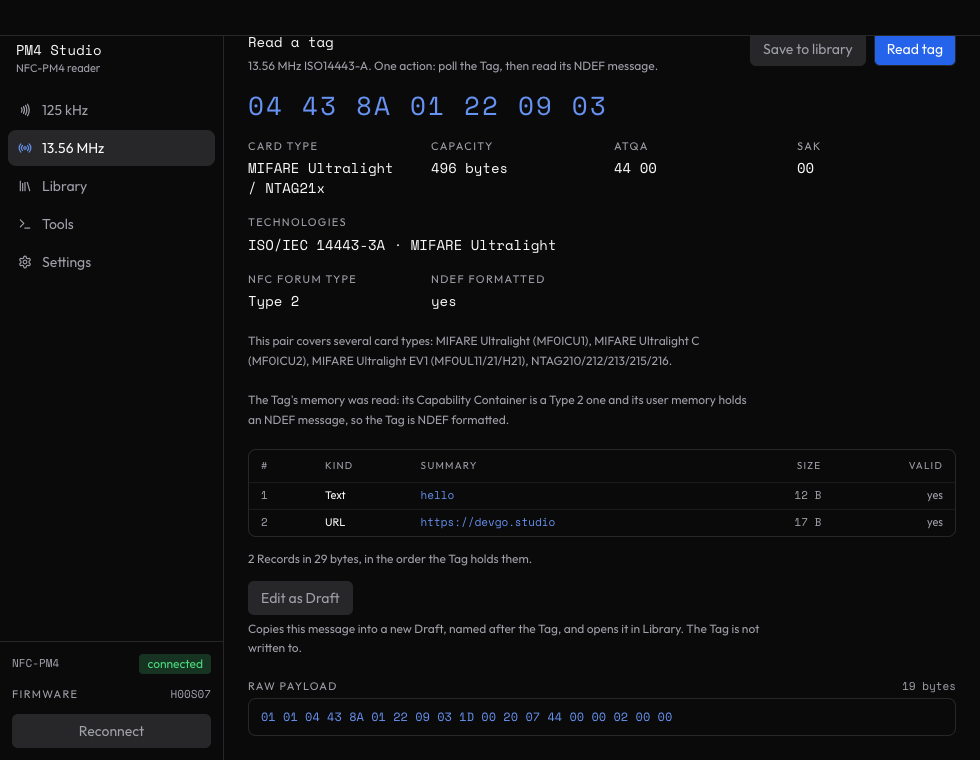 PM4 Studio
NFC-PM4 reader
125 kHz
13.56 MHz
Library
Tools
Settings
NFC-PM4
connected
FIRMWARE
H00S07
Reconnect
Read a tag
13.56 MHz ISO14443-A. One action: poll the Tag, then read its NDEF message.
Save to library
Read tag
04 43 8A 01 22 09 03
CARD TYPE
MIFARE Ultralight
/ NTAG21x
CAPACITY
496 bytes
ATQA
44 00
SAK
00
TECHNOLOGIES
ISO/IEC 14443-3A · MIFARE Ultralight
NFC FORUM TYPE
Type 2
NDEF FORMATTED
yes
This pair covers several card types: MIFARE Ultralight (MF0ICU1), MIFARE Ultralight C
(MF0ICU2), MIFARE Ultralight EV1 (MF0UL11/21/H21), NTAG210/212/213/215/216.
The Tag's memory was read: its Capability Container is a Type 2 one and its user memory holds
an NDEF message, so the Tag is NDEF formatted.
# KIND SUMMARY SIZE VALID
1 Text hello 12 B yes
2 URL https://devgo.studio 17 B yes
2 Records in 29 bytes, in the order the Tag holds them.
Edit as Draft
Copies this message into a new Draft, named after the Tag, and opens it in Library. The Tag is not
written to.
RAW PAYLOAD
19 bytes
01 01 04 43 8A 01 22 09 03 1D 00 20 07 44 00 00 02 00 00